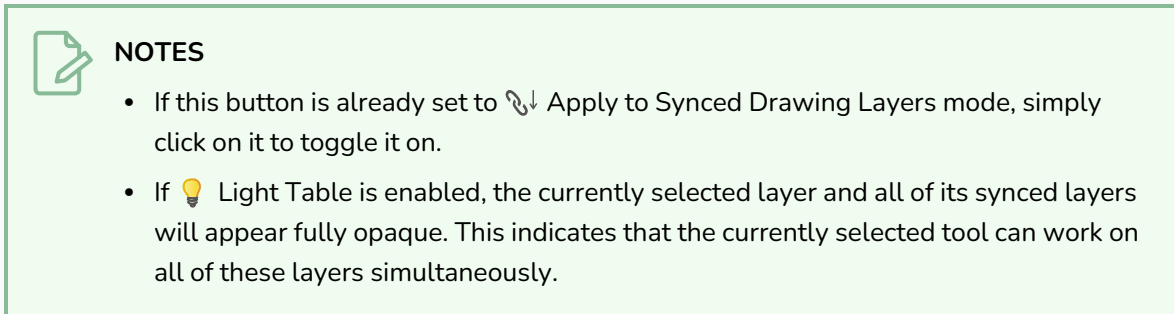 NOTES
• If this button is already set to Apply to Synced Drawing Layers mode, simply
click on it to toggle it on.
• If 💡 Light Table is enabled, the currently selected layer and all of its synced layers
will appear fully opaque. This indicates that the currently selected tool can work on
all of these layers simultaneously.